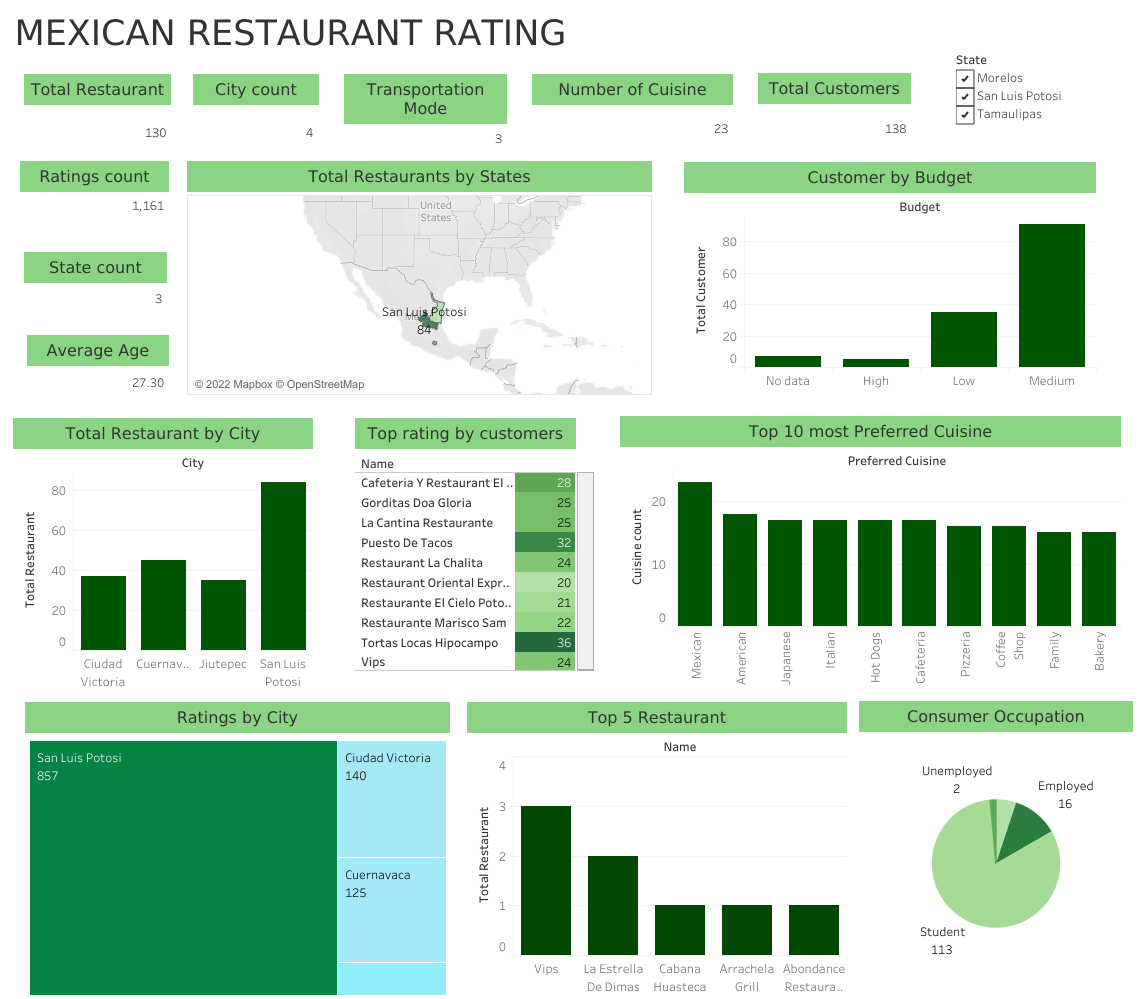 MEXICAN RESTAURANT RATING
State
Morelos
San Luis Potosi
Tamaulipas
Total Restaurant
130
City count
4
Transportation
Mode
3
Number of Cuisine
23
Total Customers
138
Ratings count
1,161
State count
3
Average Age
27.30
Total Restaurants by States
United
States
San Luis Potosi
84
© 2022 Mapbox © OpenStreetMap
Customer by Budget
Budget
Total Customer
80
60
40
20
0
No data
High
Low
Medium
Total Restaurant by City
City
Total Restaurant
80
60
40
20
0
Ciudad
Victoria
Cuernav..
Jiutepec
San Luis
Potosi
Top rating by customers
Name
Cafeteria Y Restaurant El .. 28
Gorditas Doa Gloria 25
La Cantina Restaurante 25
Puesto De Tacos 32
Restaurant La Chalita 24
Restaurant Oriental Expr.. 20
Restaurante El Cielo Poto.. 21
Restaurante Marisco Sam 22
Tortas Locas Hipocampo 36
Vips 24
Top 10 most Preferred Cuisine
Preferred Cuisine
Cuisine count
20
10
0
Mexican
American
Japanese
Italian
Hot Dogs
Cafeteria
Pizzeria
Coffee
Shop
Family
Bakery
Ratings by City
San Luis Potosi
857
Ciudad Victoria
140
Cuernavaca
125
Top 5 Restaurant
Name
Total Restaurant
4
3
2
1
0
Vips
La Estrella
De Dimas
Cabana
Huasteca
Arrachela
Grill
Abondance
Restaura..
Consumer Occupation
Unemployed
2
Employed
16
Student
113